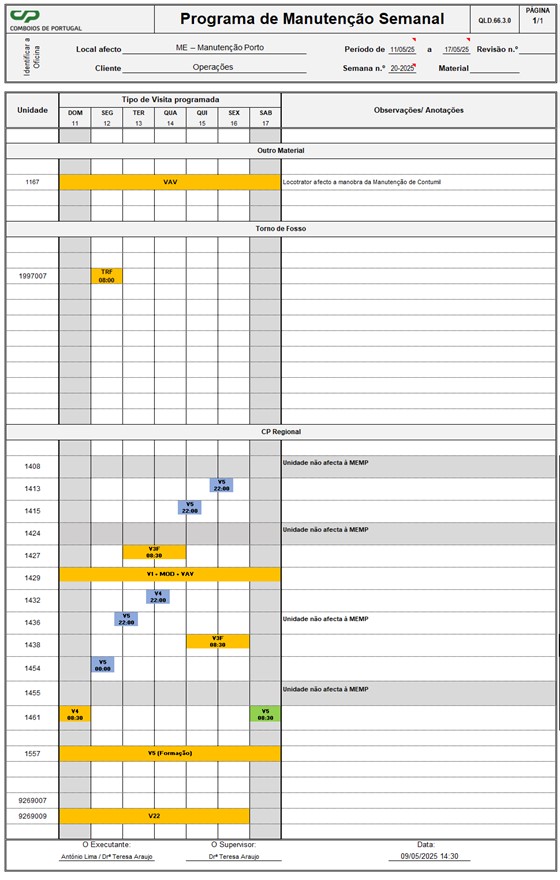 CP
COMBOIOS DE PORTUGAL
Programa de Manutenção Semanal
QLD.66.3.0
PÁGINA
1/1
Identificar a Oficina
Local afecto ME – Manutenção Porto
Periodo de 11/05/25 a 17/05/25 Revisão n.º
Cliente Operações
Semana n.º 20-2025 Material
Unidade
Tipo de Visita programada
Observações/ Anotações
DOM SEG TER QUA QUI SEX SAB
11 12 13 14 15 16 17
Outro Material
1167 VAV Locotrator afecto a manobra da Manutenção de Contumil
Torno de Fosso
1997007 TRF 08:00
CP Regional
1408 Unidade não afecta à MEMP
1413 V5 22:00
1415 V5 22:00
1424 Unidade não afecta à MEMP
1427 V3F 08:30
1429 VI + MOD + VAV
1432 V4 22:00
1436 V5 22:00 Unidade não afecta à MEMP
1438 V3F 08:30
1454 V5 00:00
1455 Unidade não afecta à MEMP
1461 V4 08:30 V5 08:30
1557 V5 (Formação)
9269007
9269009 V22
O Executante: O Supervisor: Data:
António Lima / Drª Teresa Araujo Drª Teresa Araujo 09/05/2025 14:30